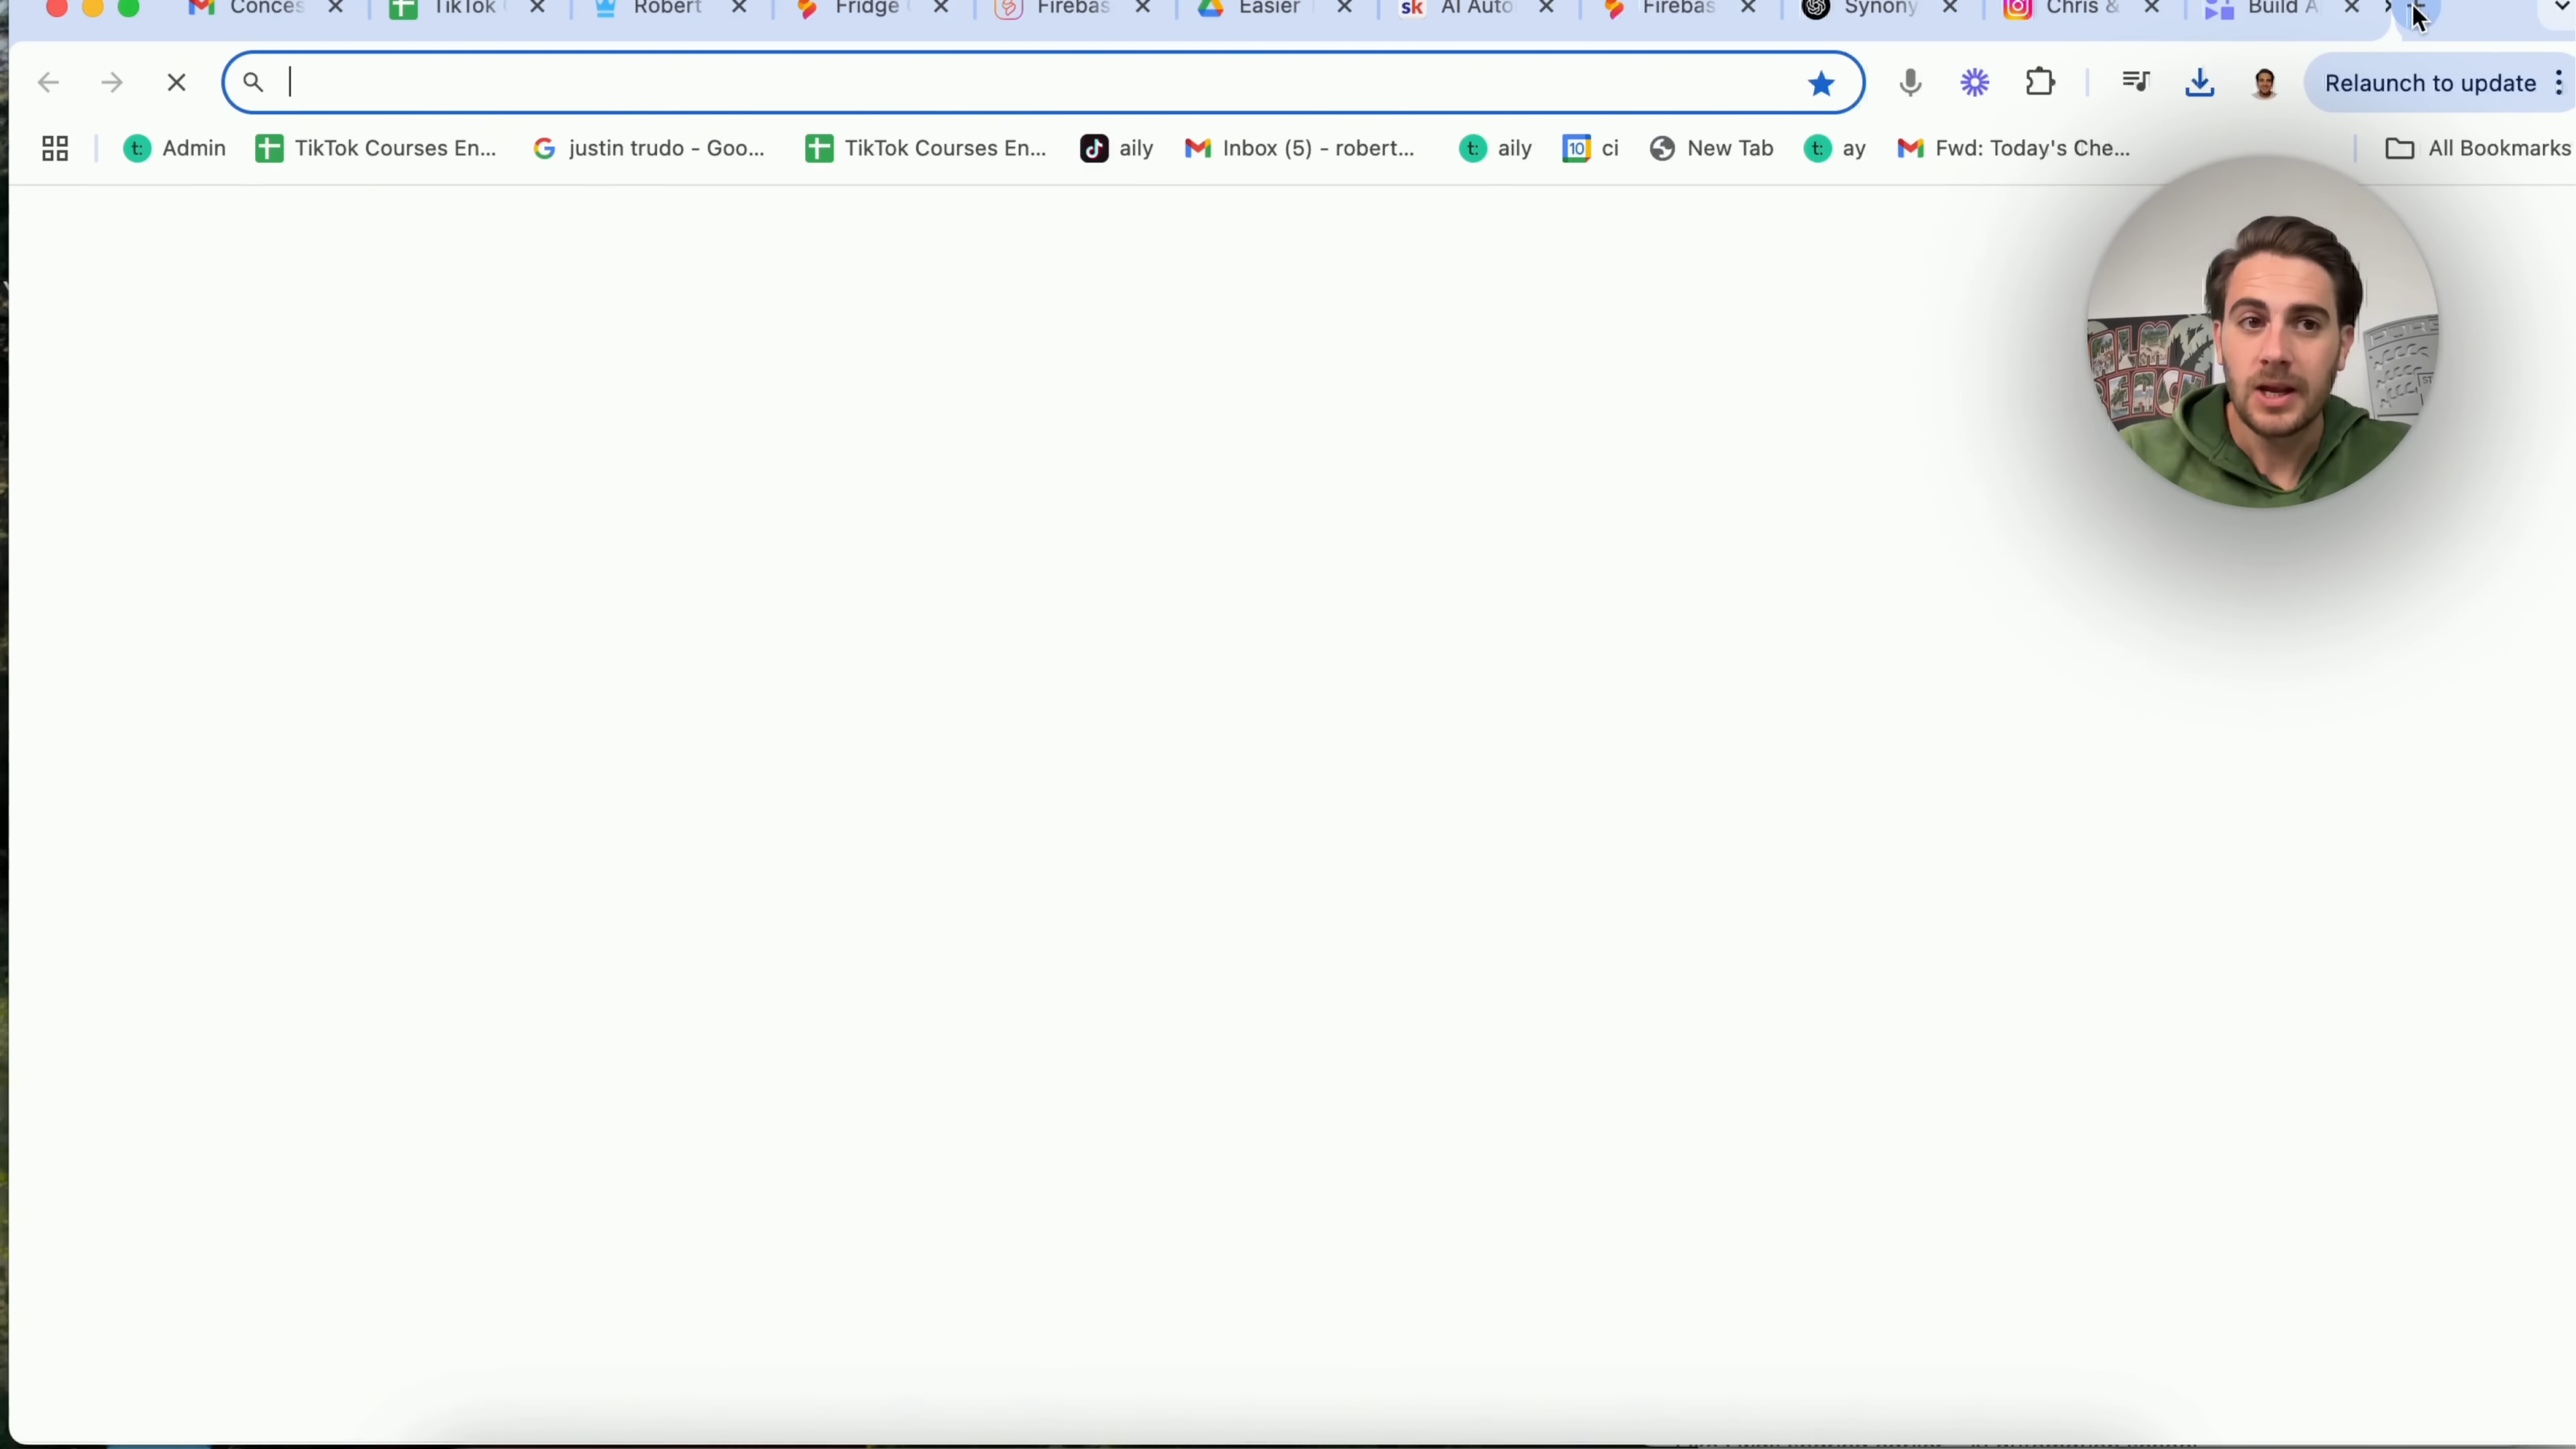 Conces TikTok Robert Fridge Firebas Easier AI Auto Firebas Synony Chris & Build A
Relaunch to update
Admin TikTok Courses En... justin trudo - Goo... TikTok Courses En... aily Inbox (5) - robert... aily 10 ci New Tab ay Fwd: Today's Che... All Bookmarks